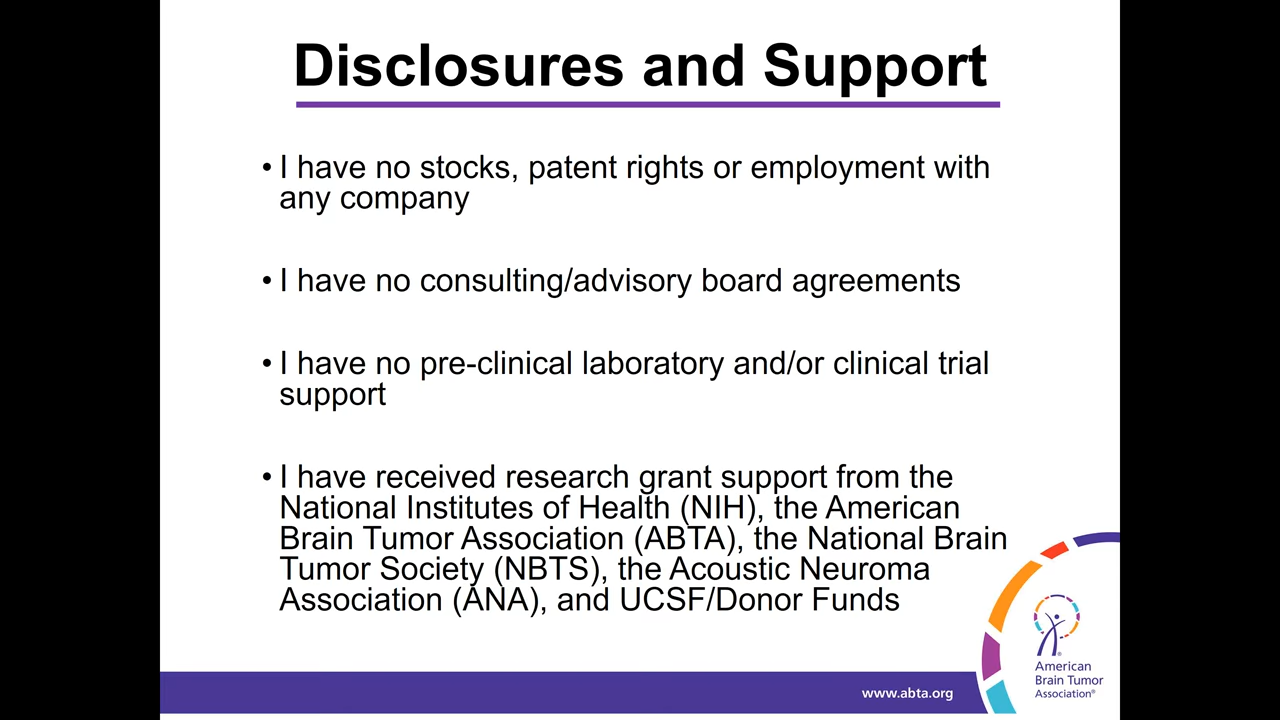 Disclosures and Support
• I have no stocks, patent rights or employment with
any company
• I have no consulting/advisory board agreements
• I have no pre-clinical laboratory and/or clinical trial
support
• I have received research grant support from the
National Institutes of Health (NIH), the American
Brain Tumor Association (ABTA), the National Brain
Tumor Society (NBTS), the Acoustic Neuroma
Association (ANA), and UCSF/Donor Funds
www.abta.org
American
Brain Tumor
Association®